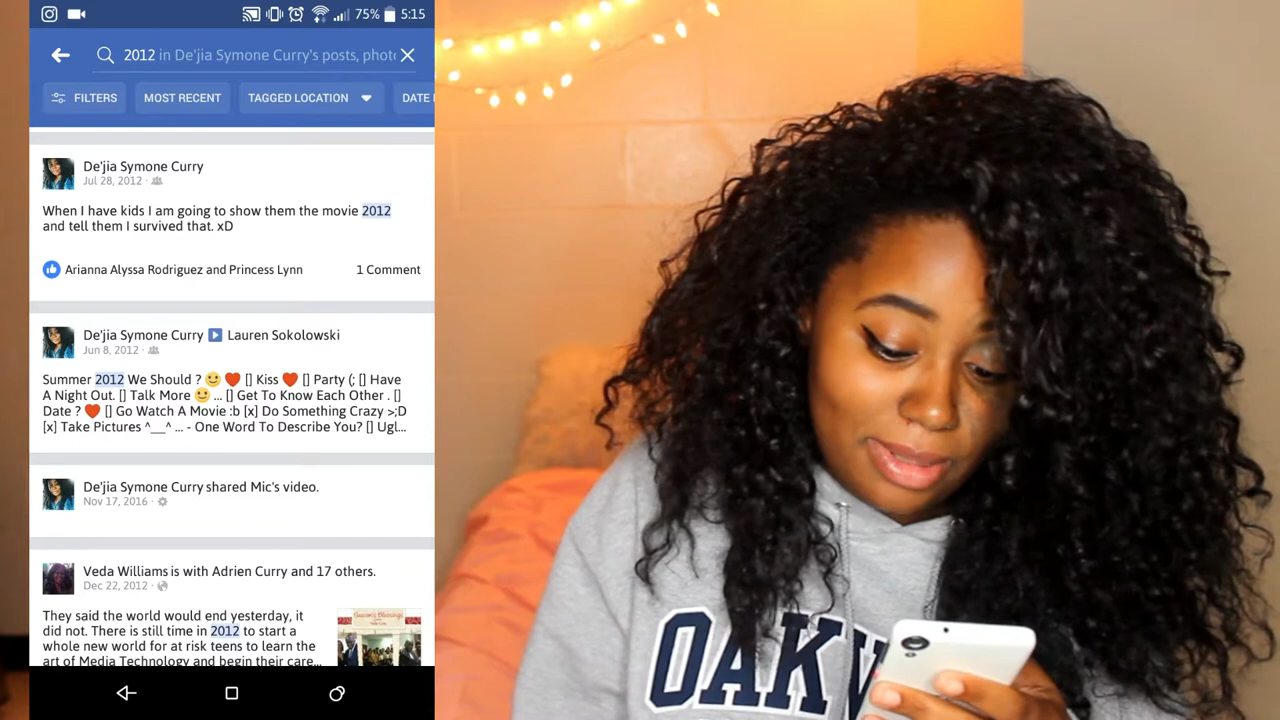 75% 5:15
2012 in De'jia Symone Curry's posts, phot
FILTERS MOST RECENT TAGGED LOCATION DATE
De'jia Symone Curry
Jul 28, 2012 ·
When I have kids I am going to show them the movie 2012
and tell them I survived that. xD
Arianna Alyssa Rodriguez and Princess Lynn 1 Comment
De'jia Symone Curry Lauren Sokolowski
Jun 8, 2012 ·
Summer 2012 We Should ? 🙂 ❤ [] Kiss ❤ [] Party (; [] Have
A Night Out. [] Talk More 🙂 ... [] Get To Know Each Other . []
Date ? ❤ [] Go Watch A Movie :b [x] Do Something Crazy >;D
[x] Take Pictures ^__^ ... - One Word To Describe You? [] Ugl...
De'jia Symone Curry shared Mic's video.
Nov 17, 2016 ·
Veda Williams is with Adrien Curry and 17 others.
Dec 22, 2012 ·
They said the world would end yesterday, it
did not. There is still time in 2012 to start a
whole new world for at risk teens to learn the
art of Media Technology and begin their care...
OAK